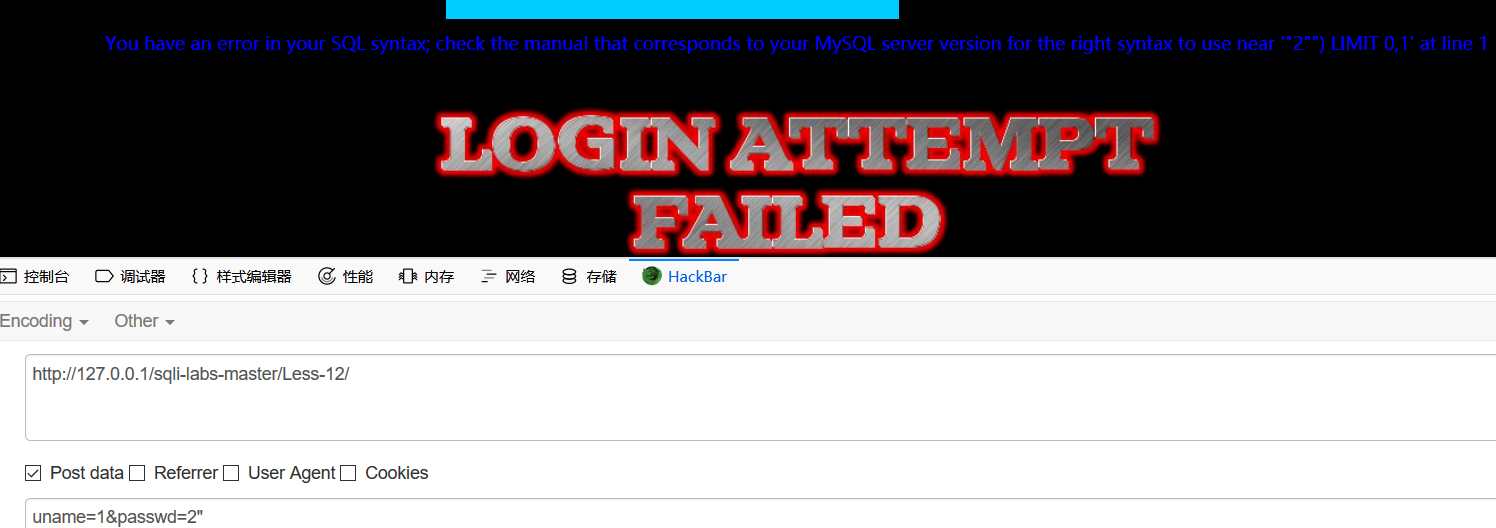 You have an error in your SQL syntax; check the manual that corresponds to your MySQL server version for the right syntax to use near '"2"") LIMIT 0,1' at line 1
LOGIN ATTEMPT
FAILED
控制台 调试器 {} 样式编辑器 性能 内存 网络 存储 HackBar
Encoding Other
http://127.0.0.1/sqli-labs-master/Less-12/
Post data Referrer User Agent Cookies
uname=1&passwd=2"